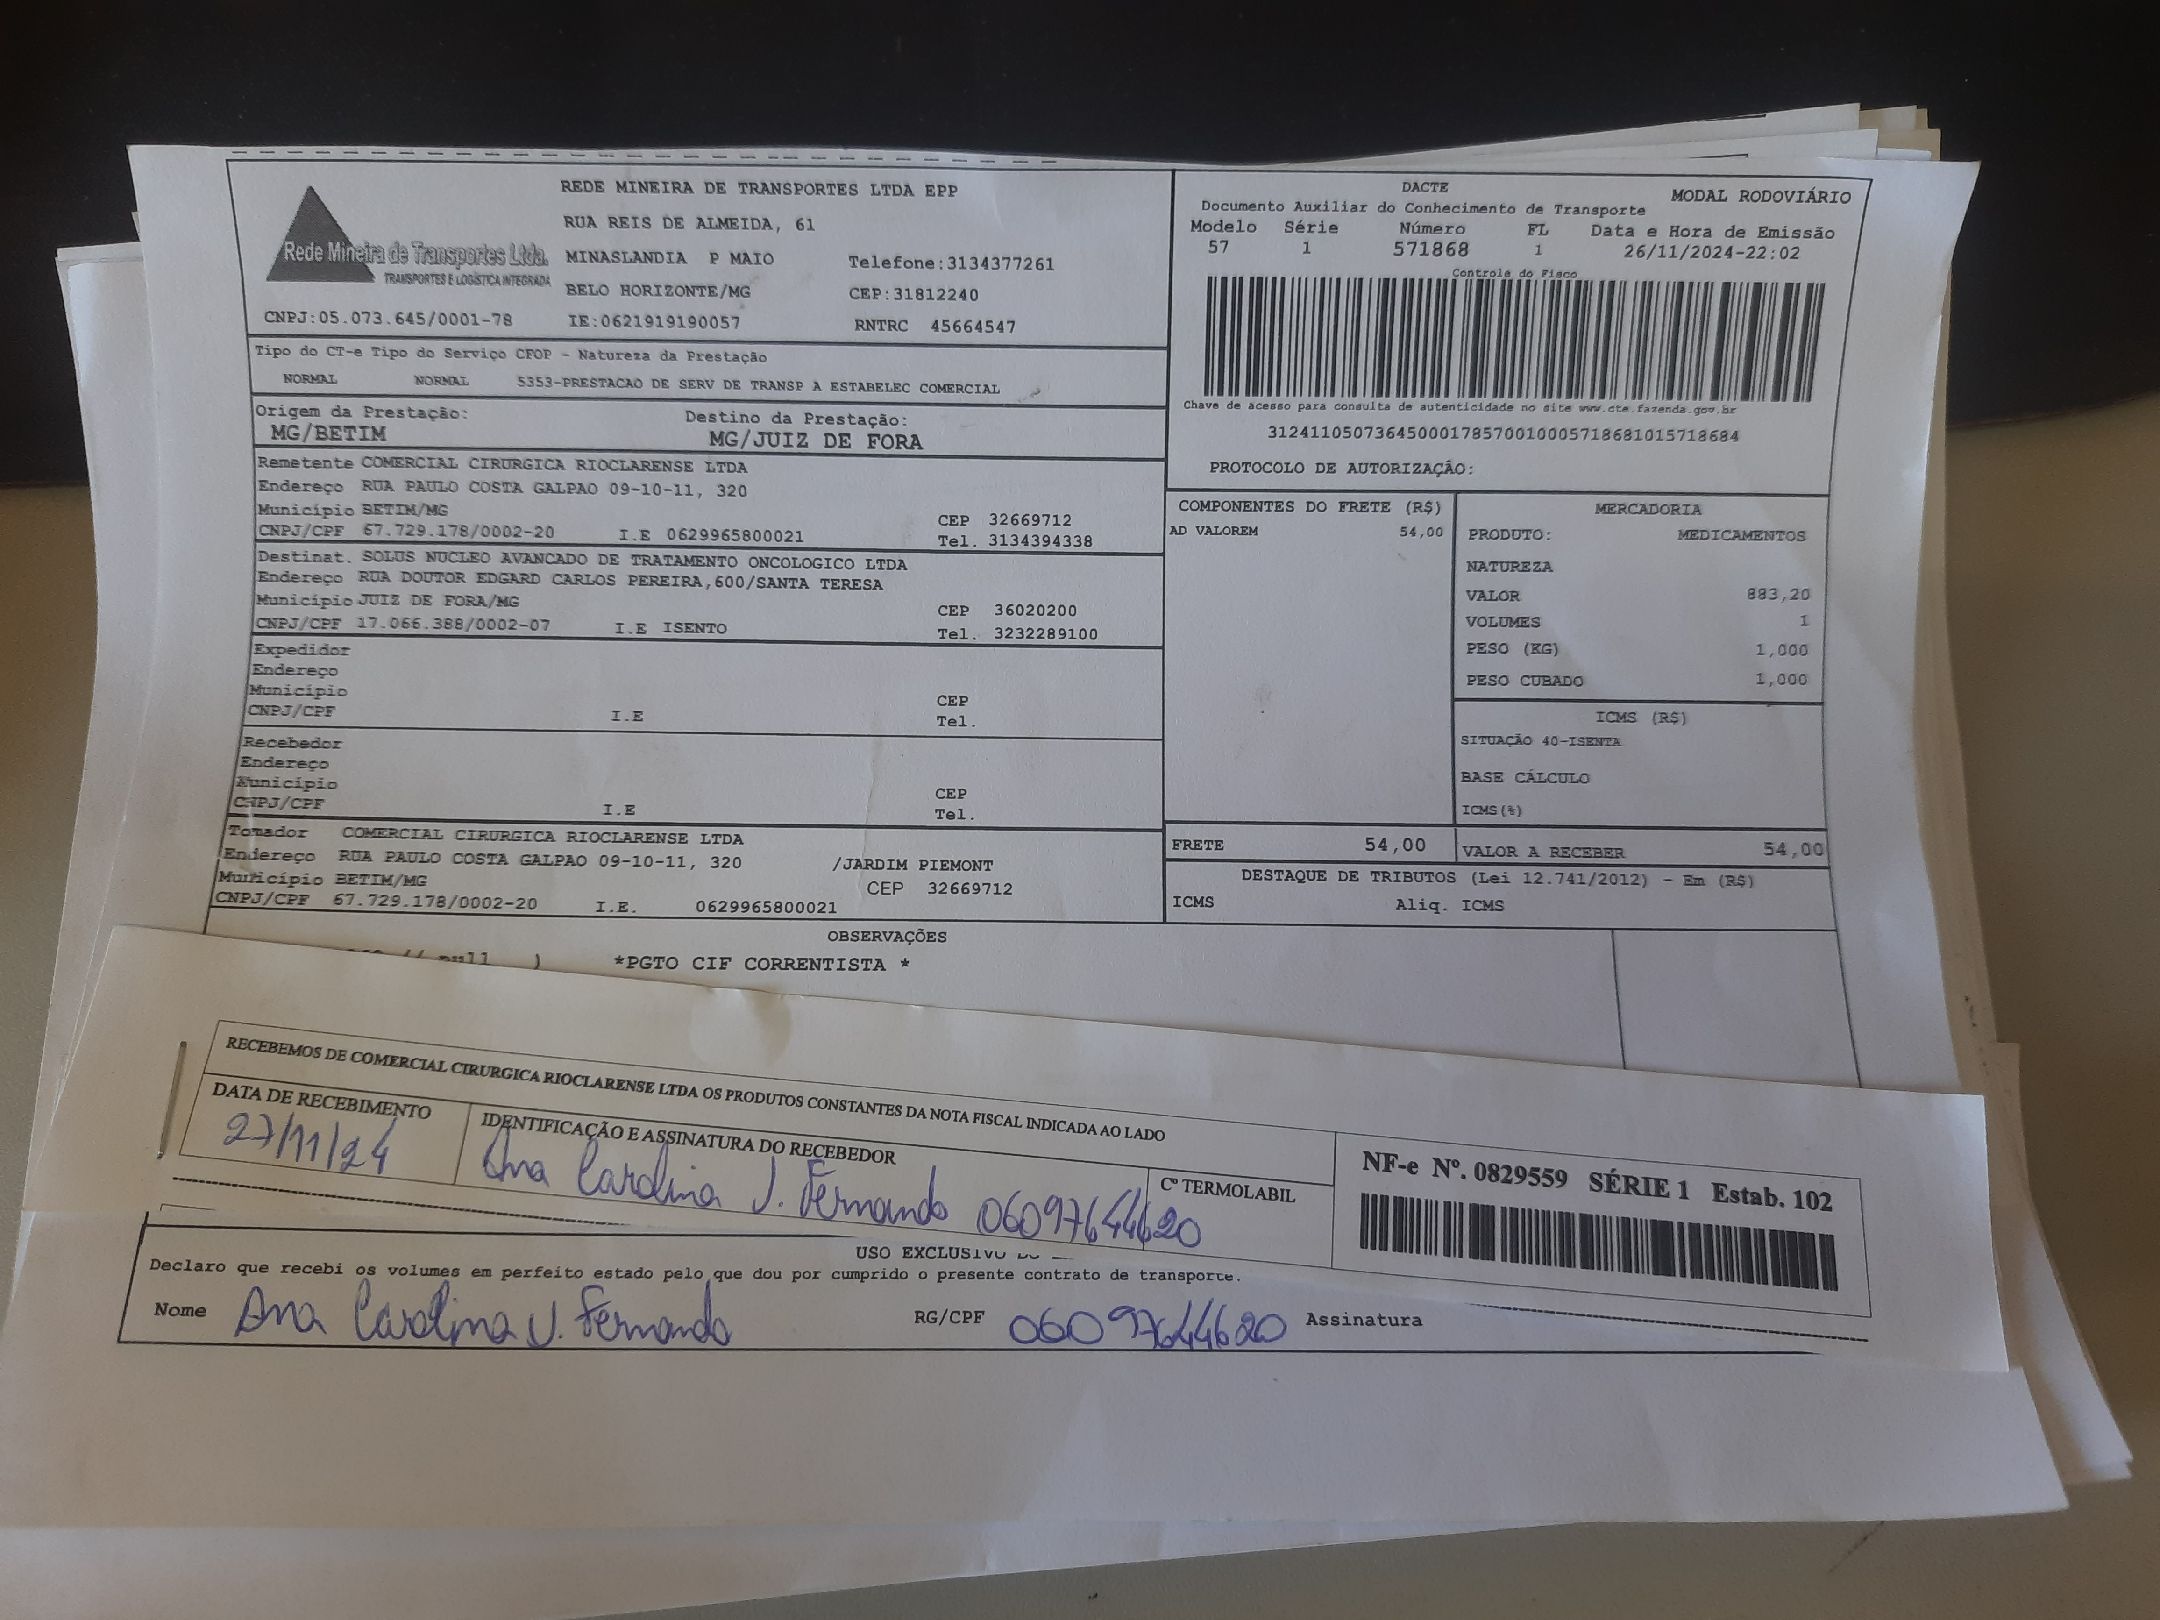 Rede Mineira de Transportes Ltda.
TRANSPORTES E LOGÍSTICA INTEGRADA
CNPJ:05.073.645/0001-78
REDE MINEIRA DE TRANSPORTES LTDA EPP
RUA REIS DE ALMEIDA, 61
MINASLANDIA P MAIO Telefone:3134377261
BELO HORIZONTE/MG CEP:31812240
IE:0621919190057 RNTRC 45664547
DACTE MODAL RODOVIÁRIO
Documento Auxiliar do Conhecimento de Transporte
Modelo Série Número FL Data e Hora de Emissão
57 1 571868 1 26/11/2024-22:02
Controle do Fisco
Chave de acesso para consulta de autenticidade no site www.cte.fazenda.gov.br
31241105073645000178570010005718681015718684
PROTOCOLO DE AUTORIZAÇÃO:
Tipo do CT-e Tipo do Serviço CFOP - Natureza da Prestação
NORMAL NORMAL 5353-PRESTACAO DE SERV DE TRANSP A ESTABELEC COMERCIAL
Origem da Prestação: Destino da Prestação:
MG/BETIM MG/JUIZ DE FORA
Remetente COMERCIAL CIRURGICA RIOCLARENSE LTDA
Endereço RUA PAULO COSTA GALPAO 09-10-11, 320
Município BETIM/MG CEP 32669712
CNPJ/CPF 67.729.178/0002-20 I.E 0629965800021 Tel. 3134394338
Destinat. SOLUS NUCLEO AVANCADO DE TRATAMENTO ONCOLOGICO LTDA
Endereço RUA DOUTOR EDGARD CARLOS PEREIRA,600/SANTA TERESA
Município JUIZ DE FORA/MG CEP 36020200
CNPJ/CPF 17.066.388/0002-07 I.E ISENTO Tel. 3232289100
Expedidor
Endereço
Município CEP
CNPJ/CPF I.E Tel.
Recebedor
Endereço
Município CEP
CNPJ/CPF I.E Tel.
Tomador COMERCIAL CIRURGICA RIOCLARENSE LTDA
Endereço RUA PAULO COSTA GALPAO 09-10-11, 320 /JARDIM PIEMONT
Município BETIM/MG CEP 32669712
CNPJ/CPF 67.729.178/0002-20 I.E. 0629965800021
COMPONENTES DO FRETE (R$)
AD VALOREM 54,00
MERCADORIA
PRODUTO: MEDICAMENTOS
NATUREZA
VALOR 883,20
VOLUMES 1
PESO (KG) 1,000
PESO CUBADO 1,000
ICMS (R$)
SITUAÇÃO 40-ISENTA
BASE CÁLCULO
ICMS(%)
FRETE 54,00 VALOR A RECEBER 54,00
DESTAQUE DE TRIBUTOS (Lei 12.741/2012) - Em (R$)
ICMS Aliq. ICMS
OBSERVAÇÕES
null ) *PGTO CIF CORRENTISTA *
RECEBEMOS DE COMERCIAL CIRURGICA RIOCLARENSE LTDA OS PRODUTOS CONSTANTES DA NOTA FISCAL INDICADA AO LADO
DATA DE RECEBIMENTO IDENTIFICAÇÃO E ASSINATURA DO RECEBEDOR
27/11/24 Ana Carolina J. Fernando 06097644620
Cº TERMOLABIL
NF-e Nº. 0829559 SÉRIE 1 Estab. 102
USO EXCLUSIVO
Declaro que recebi os volumes em perfeito estado pelo que dou por cumprido o presente contrato de transporte.
Nome Ana Carolina J. Fernando RG/CPF 06097644620 Assinatura